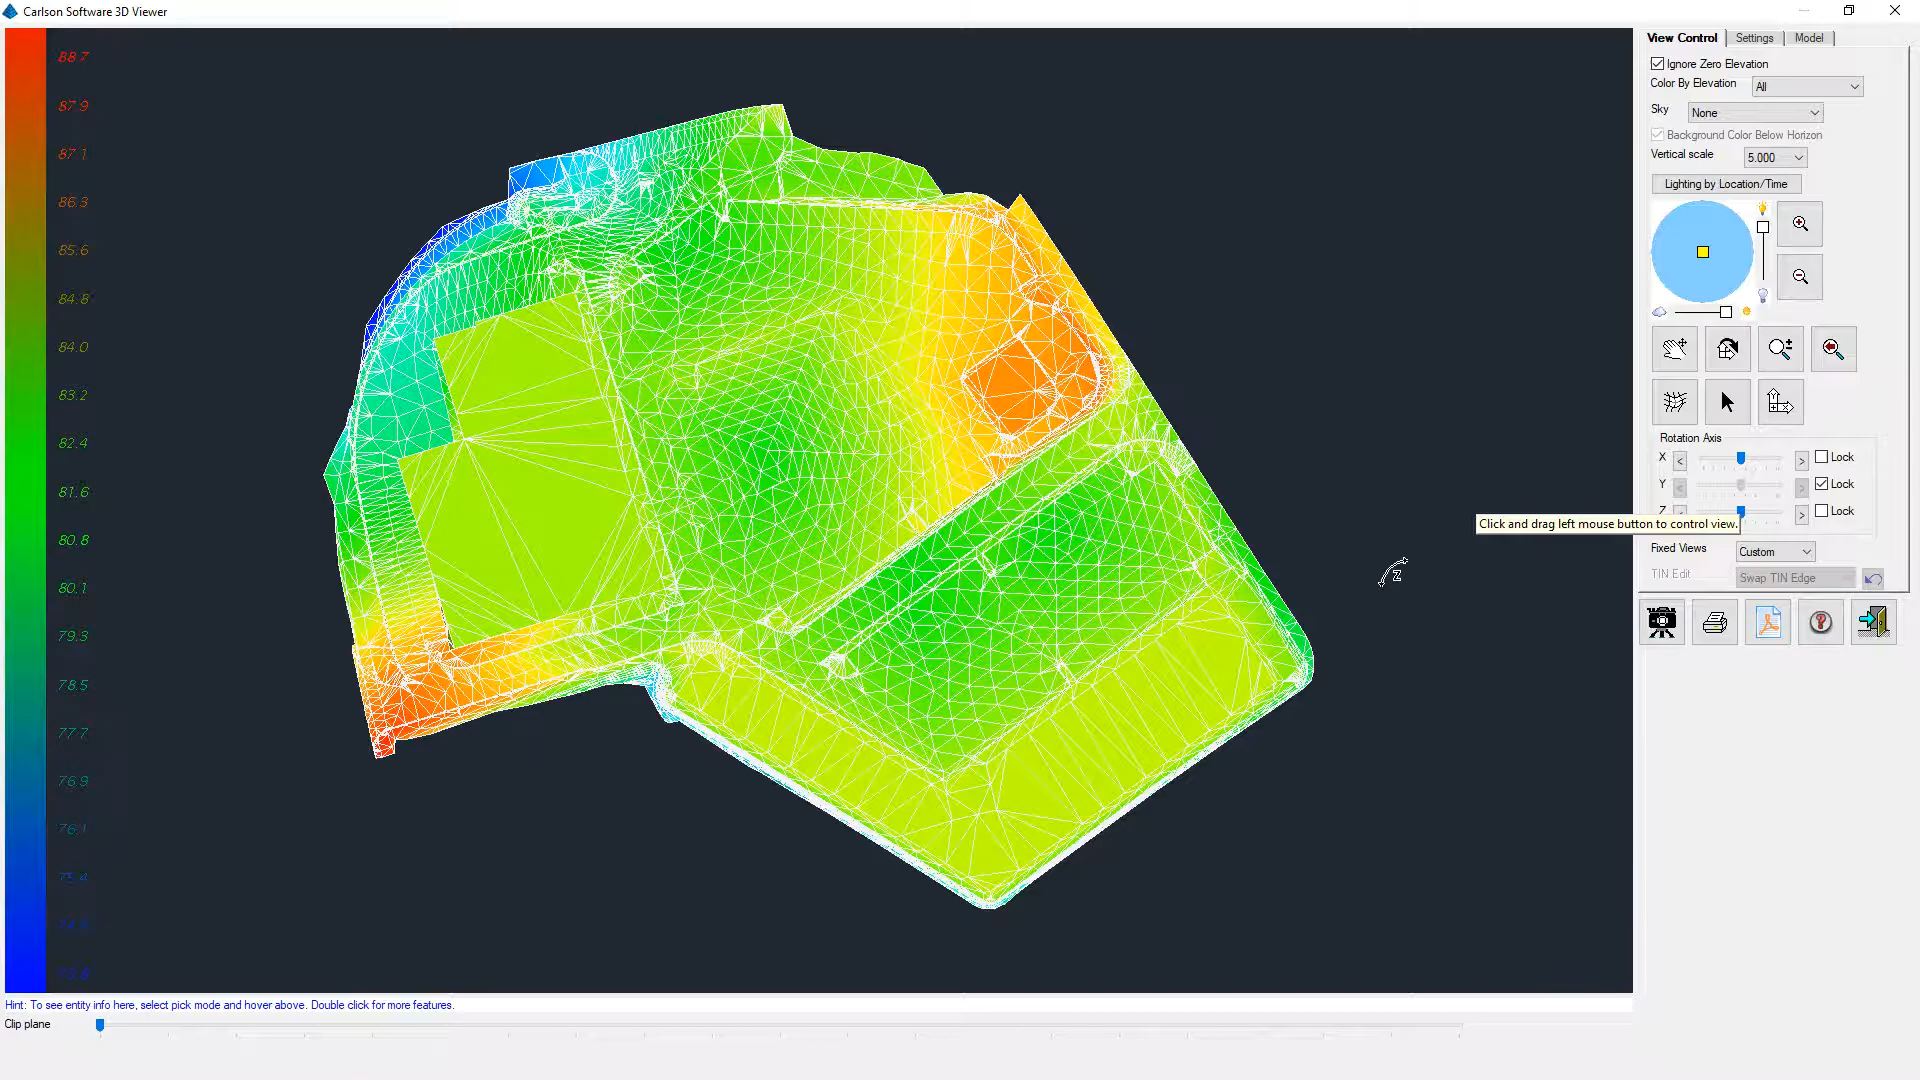 Carlson Software 3D Viewer
88.7
87.9
87.1
86.3
85.6
84.8
84.0
83.2
82.4
81.6
80.8
80.1
79.3
78.5
77.7
76.9
76.1
View Control
Settings
Model
Ignore Zero Elevation
Color By Elevation
All
Sky
None
Background Color Below Horizon
Vertical scale
5.000
Lighting by Location/Time
Rotation Axis
X < > Lock
Y < > Lock
Z > Lock
Click and drag left mouse button to control view.
Z
Fixed Views
Custom
TIN Edit
Swap TIN Edge
Hint: To see entity info here, select pick mode and hover above. Double click for more features.
Clip plane